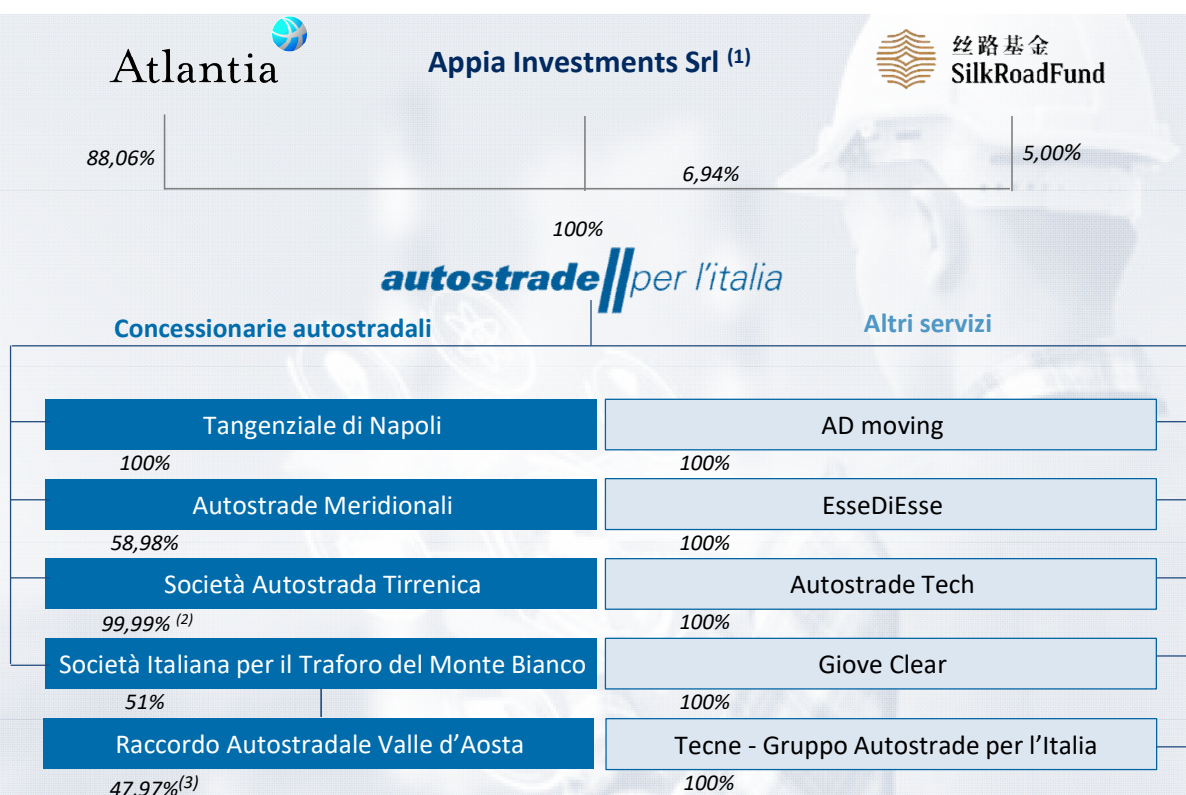 Atlantia
Appia Investments Srl (1)
丝路基金
SilkRoadFund
88,06%
6,94%
5,00%
100%
autostrade per l'italia
Concessionarie autostradali
Altri servizi
Tangenziale di Napoli
AD moving
100%
100%
Autostrade Meridionali
EsseDiEsse
58,98%
100%
Società Autostrada Tirrenica
Autostrade Tech
99,99% (2)
100%
Società Italiana per il Traforo del Monte Bianco
Giove Clear
51%
100%
Raccordo Autostradale Valle d'Aosta
Tecne - Gruppo Autostrade per l'Italia
47,97%(3)
100%